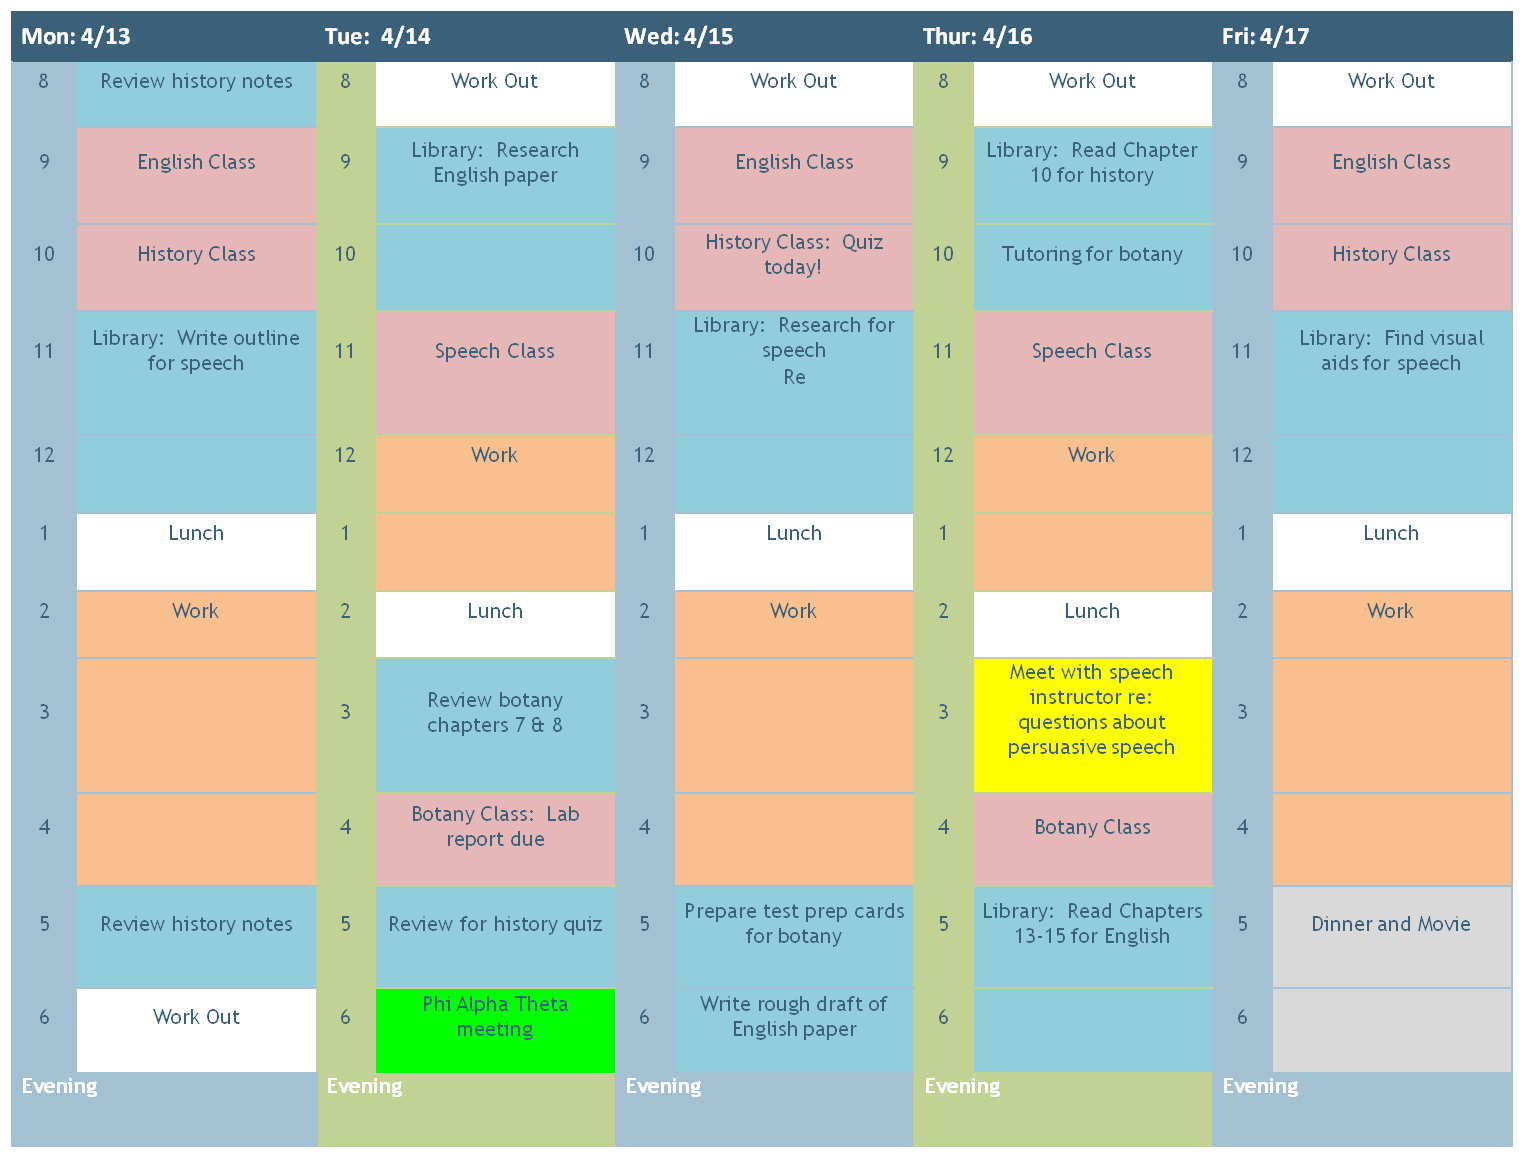 Mon: 4/13 Tue: 4/14 Wed: 4/15 Thur: 4/16 Fri: 4/17
8 Review history notes 8 Work Out 8 Work Out 8 Work Out 8 Work Out
9 English Class 9 Library: Research
English paper 9 English Class 9 Library: Read Chapter
10 for history 9 English Class
10 History Class 10 10 History Class: Quiz
today! 10 Tutoring for botany 10 History Class
11 Library: Write outline
for speech 11 Speech Class 11 Library: Research for
speech
Re 11 Speech Class 11 Library: Find visual
aids for speech
12 12 Work 12 12 Work 12
1 Lunch 1 1 Lunch 1 1 Lunch
2 Work 2 Lunch 2 Work 2 Lunch 2 Work
3 3 Review botany
chapters 7 & 8 3 3 Meet with speech
instructor re:
questions about
persuasive speech 3
4 4 Botany Class: Lab
report due 4 4 Botany Class 4
5 Review history notes 5 Review for history quiz 5 Prepare test prep cards
for botany 5 Library: Read Chapters
13-15 for English 5 Dinner and Movie
6 Work Out 6 Phi Alpha Theta
meeting 6 Write rough draft of
English paper 6 6
Evening Evening Evening Evening Evening